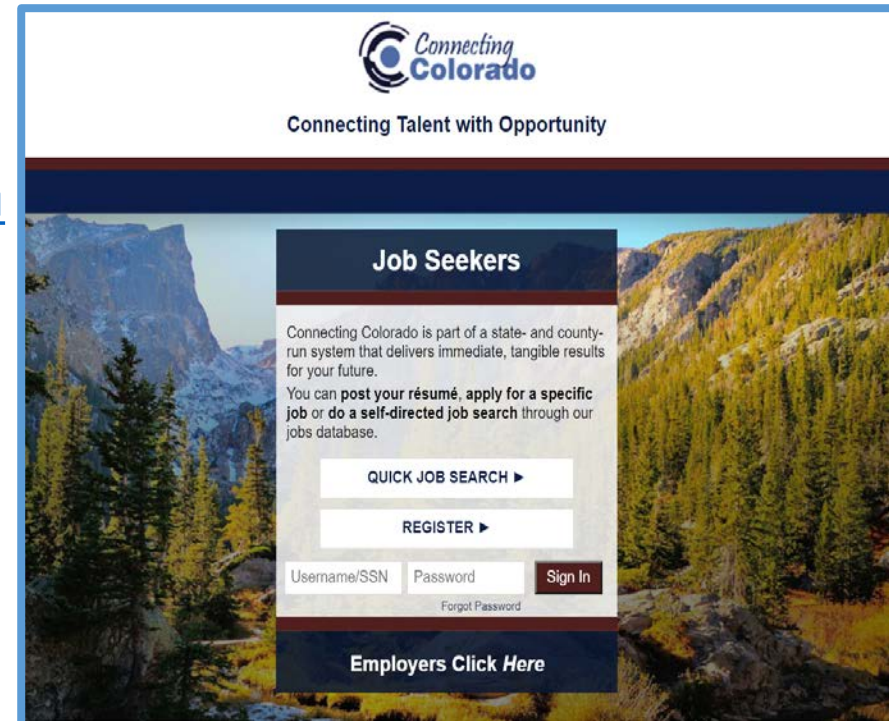 Connecting
Colorado
Connecting Talent with Opportunity
Job Seekers
Connecting Colorado is part of a state- and county-
run system that delivers immediate, tangible results
for your future.
You can post your résumé, apply for a specific
job or do a self-directed job search through our
jobs database.
QUICK JOB SEARCH ►
REGISTER ►
Username/SSN Password Sign In
Forgot Password
Employers Click Here